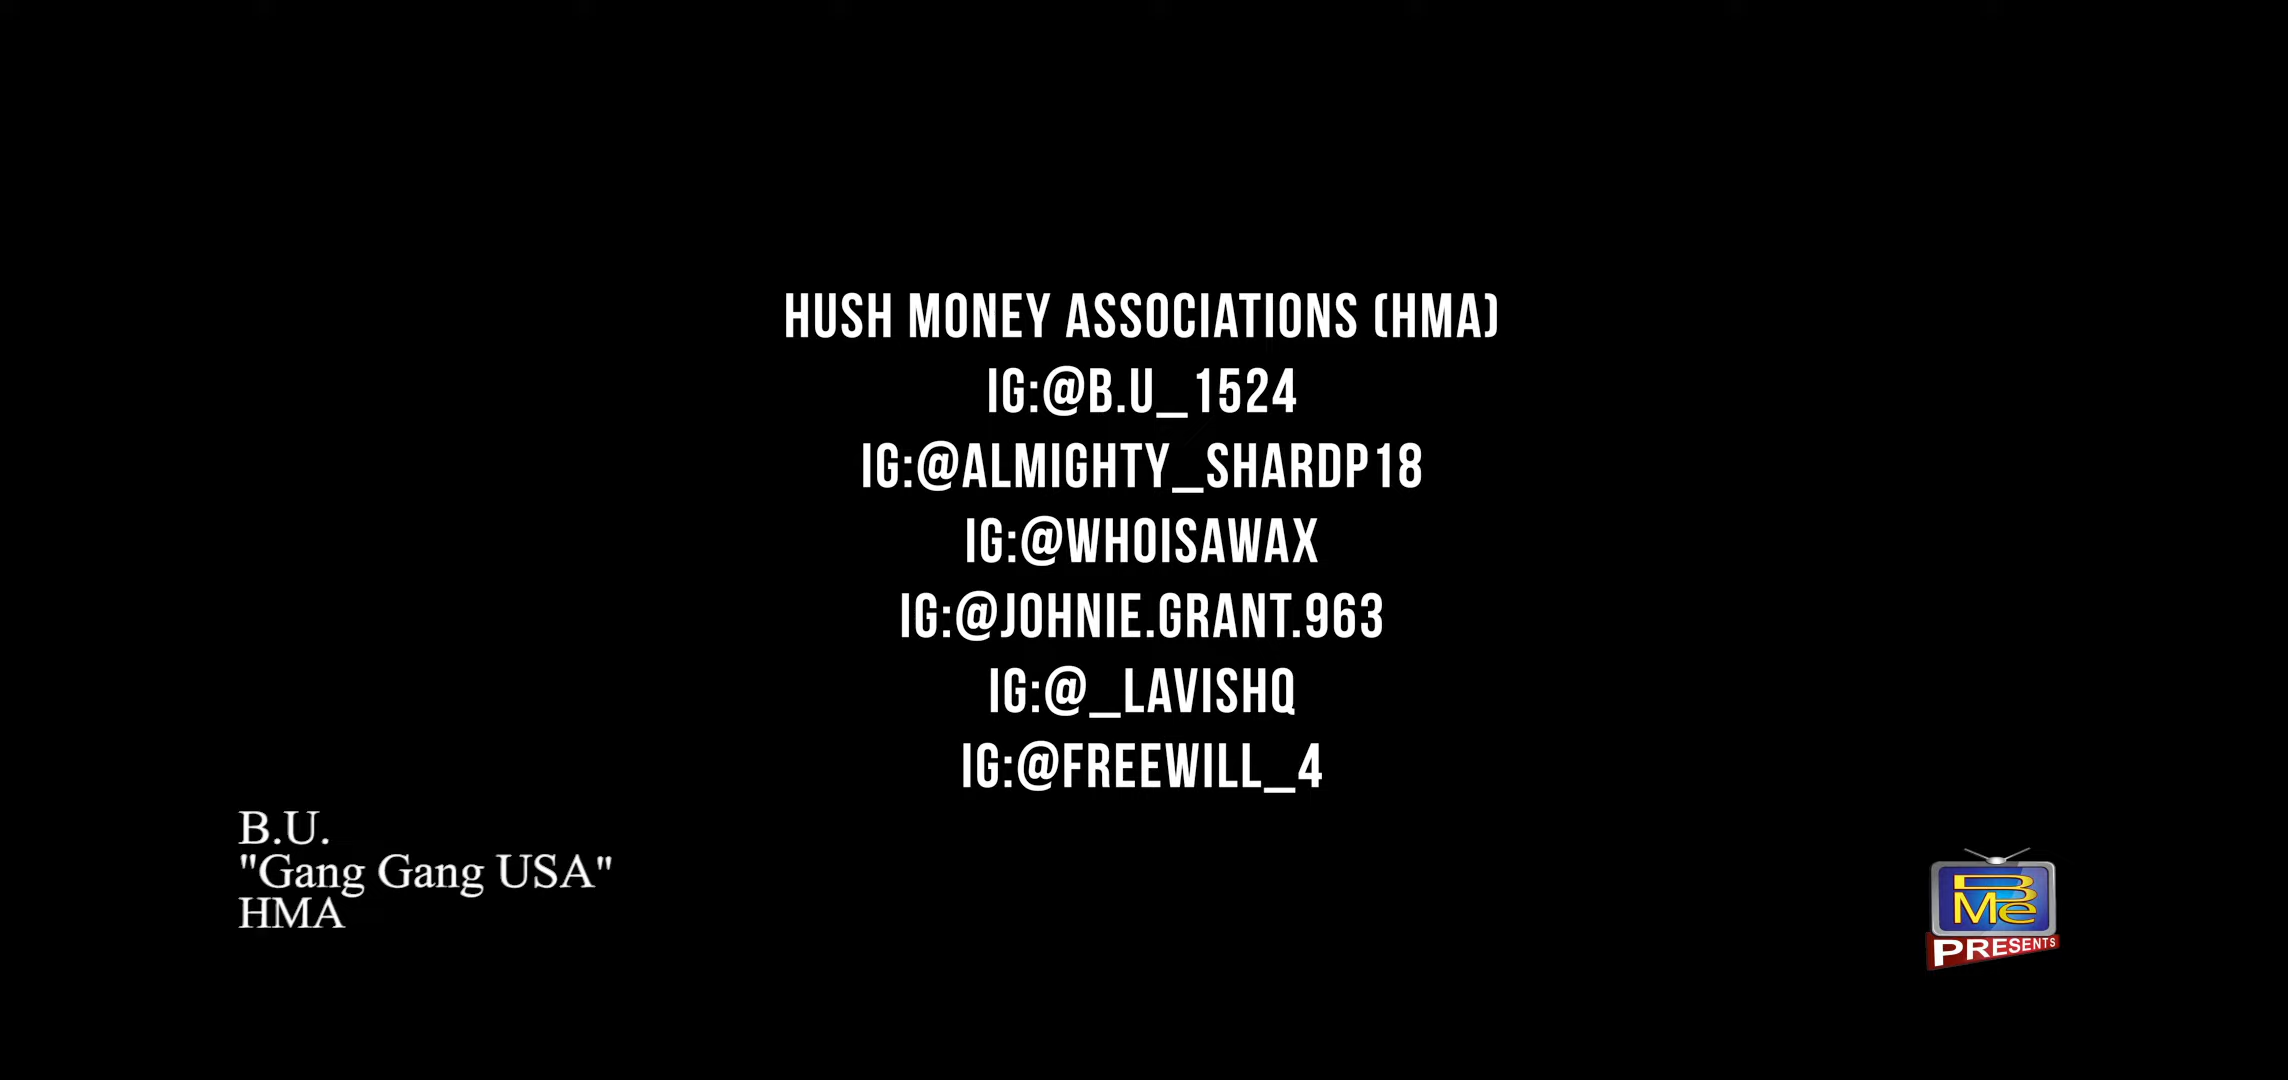 HUSH MONEY ASSOCIATIONS (HMA)
IG:@B.U_1524
IG:@ALMIGHTY_SHARDP18
IG:@WHOISAWAX
IG:@JOHNIE.GRANT.963
IG:@_LAVISHQ
IG:@FREEWILL_4
B.U.
"Gang Gang USA"
HMA
B
Me
PRESENTS